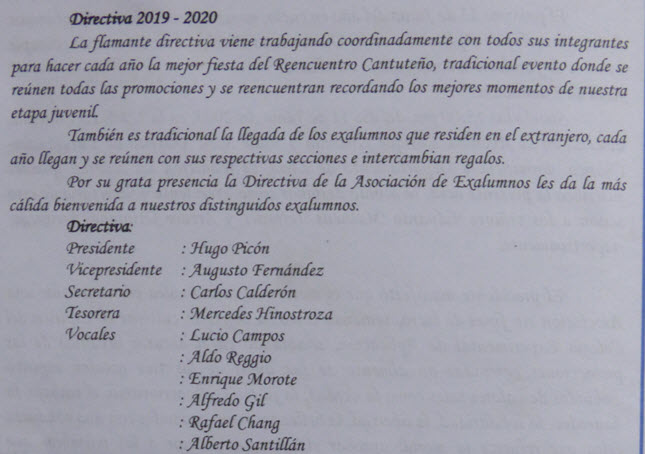 Directiva 2019 - 2020
La flamante directiva viene trabajando coordinadamente con todos sus integrantes
para hacer cada año la mejor fiesta del Reencuentro Cantuteño, tradicional evento donde se
reúnen todas las promociones y se reencuentran recordando los mejores momentos de nuestra
etapa juvenil.
También es tradicional la llegada de los exalumnos que residen en el extranjero, cada
año llegan y se reúnen con sus respectivas secciones e intercambian regalos.
Por su grata presencia la Directiva de la Asociación de Exalumnos les da la más
cálida bienvenida a nuestros distinguidos exalumnos.
Directiva:
Presidente : Hugo Picón
Vicepresidente : Augusto Fernández
Secretario : Carlos Calderón
Tesorera : Mercedes Hinostroza
Vocales : Lucio Campos
: Aldo Reggio
: Enrique Morote
: Alfredo Gil
: Rafael Chang
: Alberto Santillán